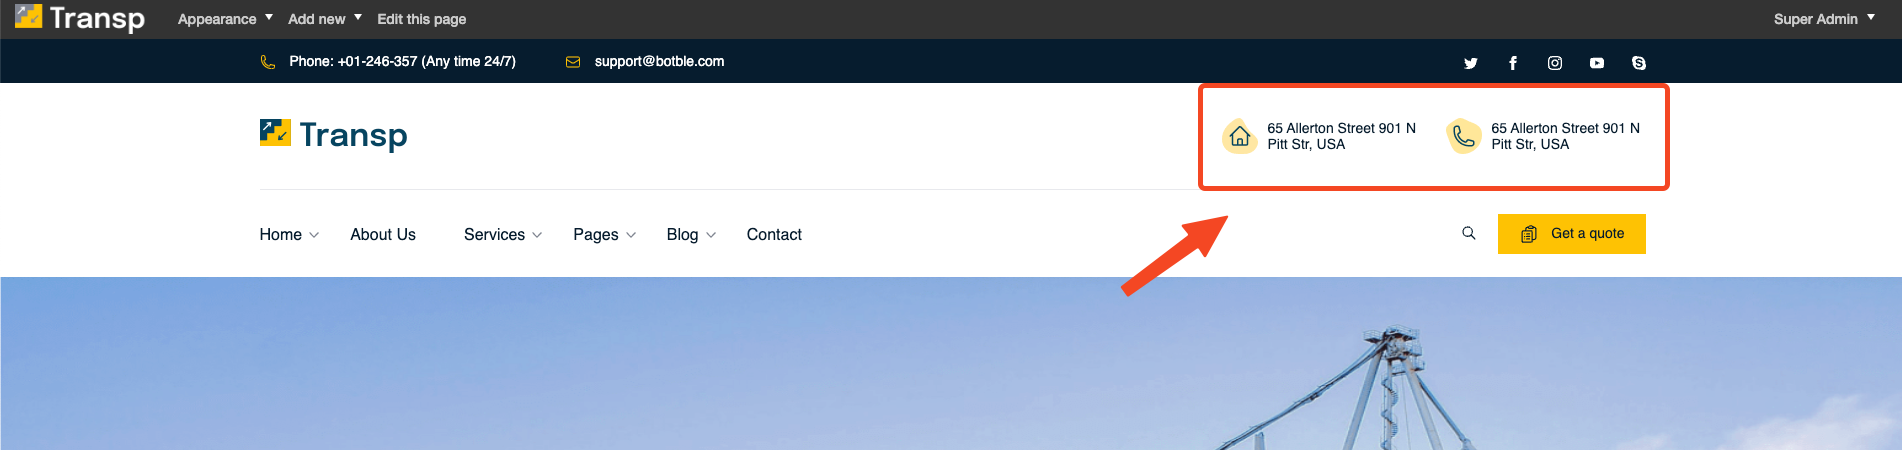 Transp
Appearance Add new Edit this page Super Admin
Phone: +01-246-357 (Any time 24/7) support@botble.com
Transp
65 Allerton Street 901 N
Pitt Str, USA
65 Allerton Street 901 N
Pitt Str, USA
Home About Us Services Pages Blog Contact
Get a quote